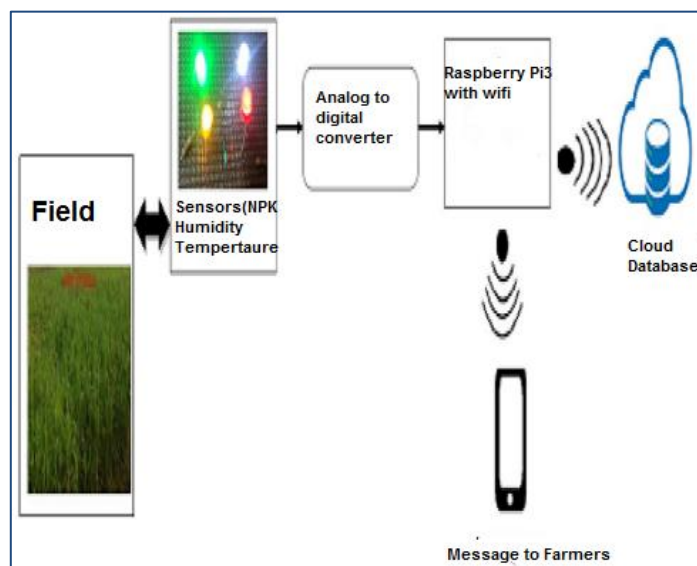 Field
Sensors(NPK
Humidity
Tempertaure
Analog to
digital
converter
Raspberry Pi3
with wifi
Cloud
Database
Message to Farmers